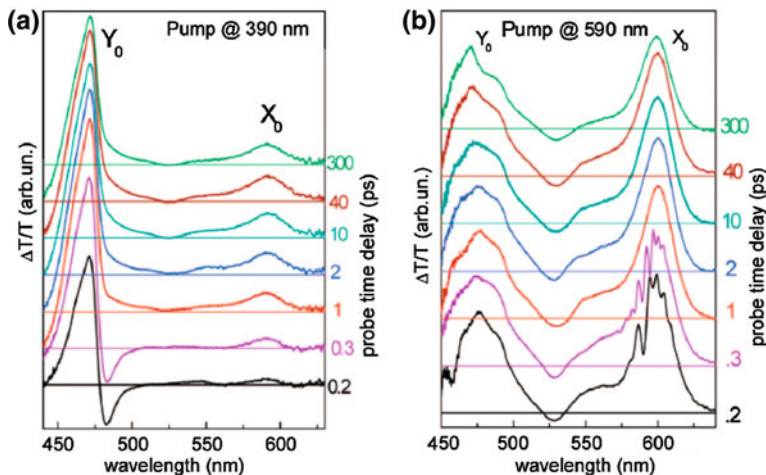 (a)
Pump @ 390 nm
Y₀
X₀
ΔT/T (arb.un.)
300
40
10
2
1
0.3
0.2
probe time delay (ps)
450 500 550 600
wavelength (nm)
(b)
Y₀ Pump @ 590 nm X₀
ΔT/T (arb.un.)
300
40
10
2
1
.3
.2
probe time delay (ps)
450 500 550 600
wavelength (nm)